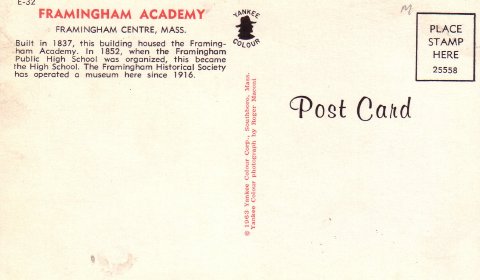 E-32
FRAMINGHAM ACADEMY
FRAMINGHAM CENTRE, MASS.
Built in 1837, this building housed the Framing-
ham Academy. In 1852, when the Framingham
Public High School was organized, this became
the High School. The Framingham Historical Society
has operated a museum here since 1916.
YANKEE
COLOUR
© 1963 Yankee Colour Corp., Southboro, Mass.
Yankee Colour photograph by Roger Maconi
Post Card
PLACE
STAMP
HERE
25558